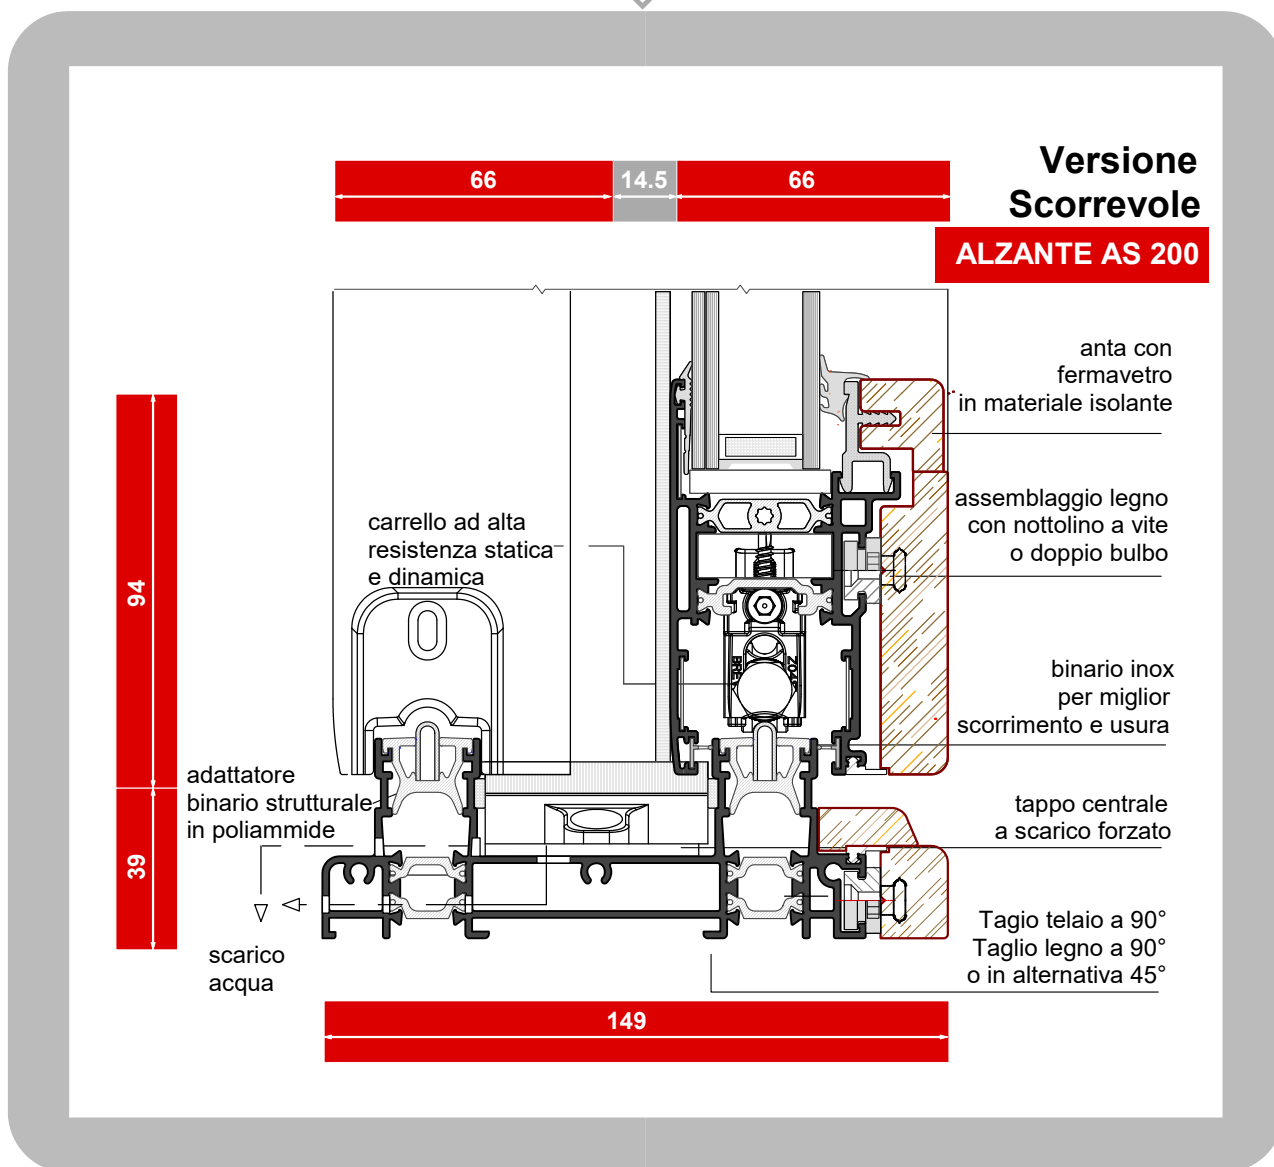 Versione
Scorrevole
ALZANTE AS 200
66
14.5
66
anta con
fermavetro
in materiale isolante
assemblaggio legno
con nottolino a vite
o doppio bulbo
carrello ad alta
resistenza statica
e dinamica
94
binario inox
per miglior
scorrimento e usura
adattatore
binario strutturale
in poliammide
tappo centrale
a scarico forzato
39
scarico
acqua
Tagio telaio a 90°
Taglio legno a 90°
o in alternativa 45°
149